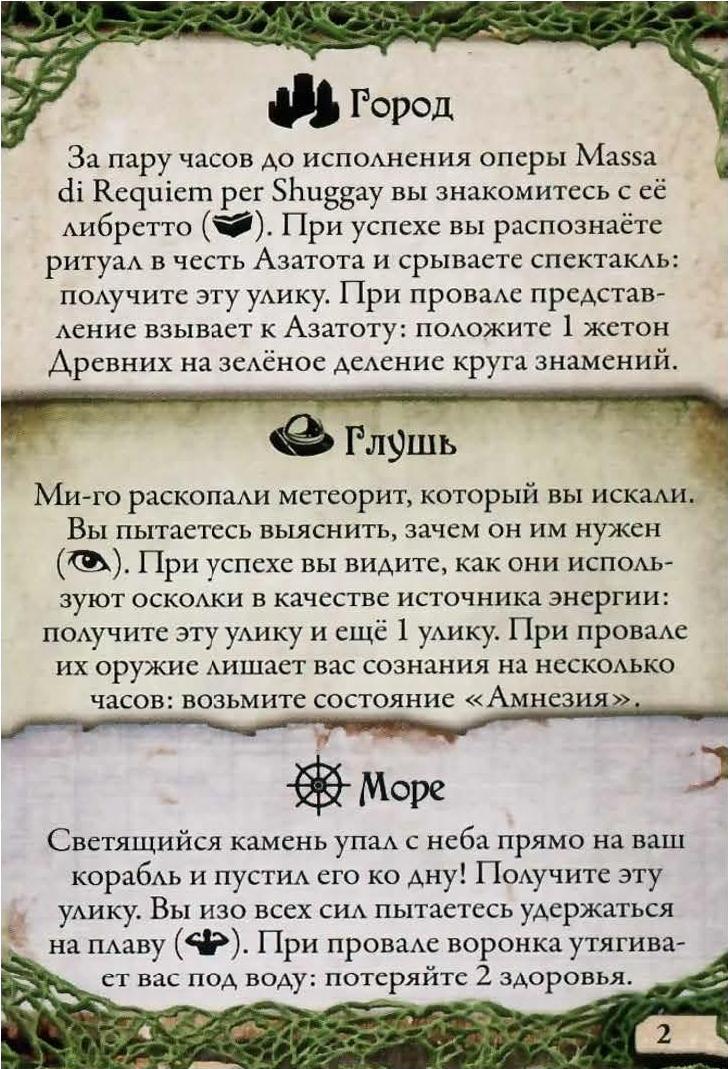 Город
За пару часов до исполнения оперы Massa
di Requiem per Shuggay вы знакомитесь с её
либретто ( ). При успехе вы распознаёте
ритуал в честь Азатота и срываете спектакль:
получите эту улику. При провале представ-
ление взывает к Азатоту: положите 1 жетон
Древних на зелёное деление круга знамений.
Глушь
Ми-го раскопали метеорит, который вы искали.
Вы пытаетесь выяснить, зачем он им нужен
( ). При успехе вы видите, как они исполь-
зуют осколки в качестве источника энергии:
получите эту улику и ещё 1 улику. При провале
их оружие лишает вас сознания на несколько
часов: возьмите состояние «Амнезия».
Море
Светящийся камень упал с неба прямо на ваш
корабль и пустил его ко дну! Получите эту
улику. Вы изо всех сил пытаетесь удержаться
на плаву ( ). При провале воронка утягива-
ет вас под воду: потеряйте 2 здоровья.
2